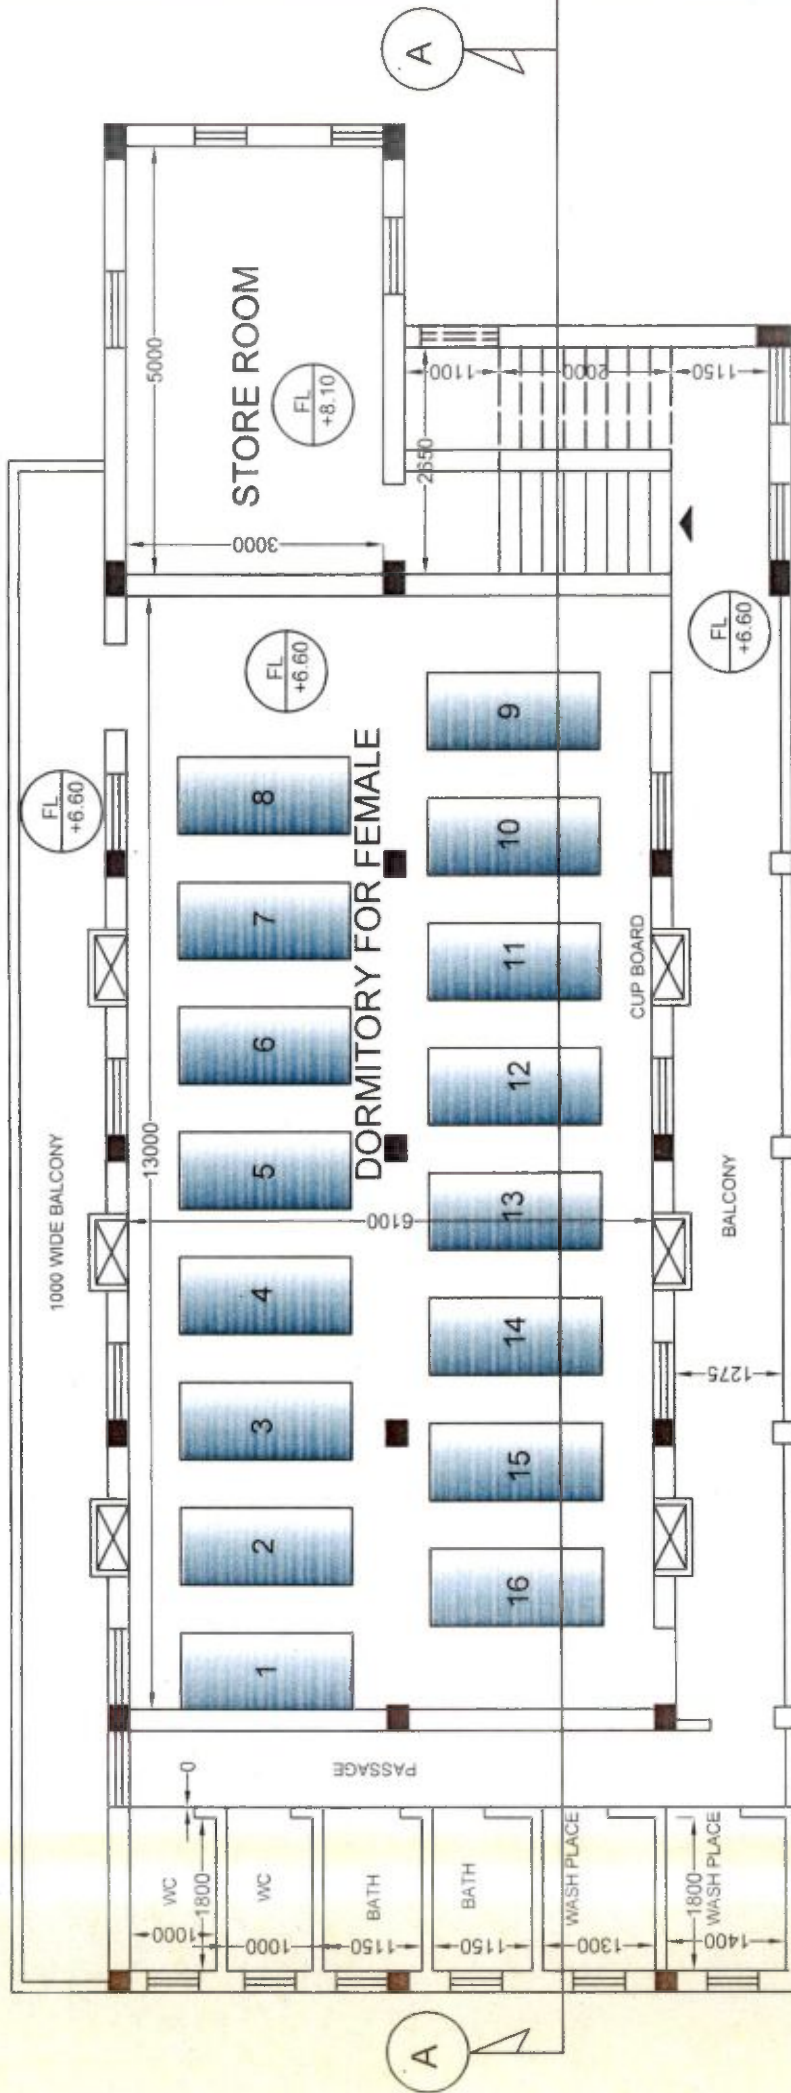 A
1000 WIDE BALCONY
FL
+6.60
5000
STORE ROOM
FL
+8.10
3000
13000
FL
+6.60
1
2
3
4
5
6
7
8
DORMITORY FOR FEMALE
6100
16
15
14
13
12
11
10
9
CUP BOARD
2650
1100
2000
1150
BALCONY
1275
FL
+6.60
PASSAGE
0
WC
1800
1000
WC
1000
BATH
1150
BATH
1150
WASH PLACE
1300
WASH PLACE
1800
1400
A